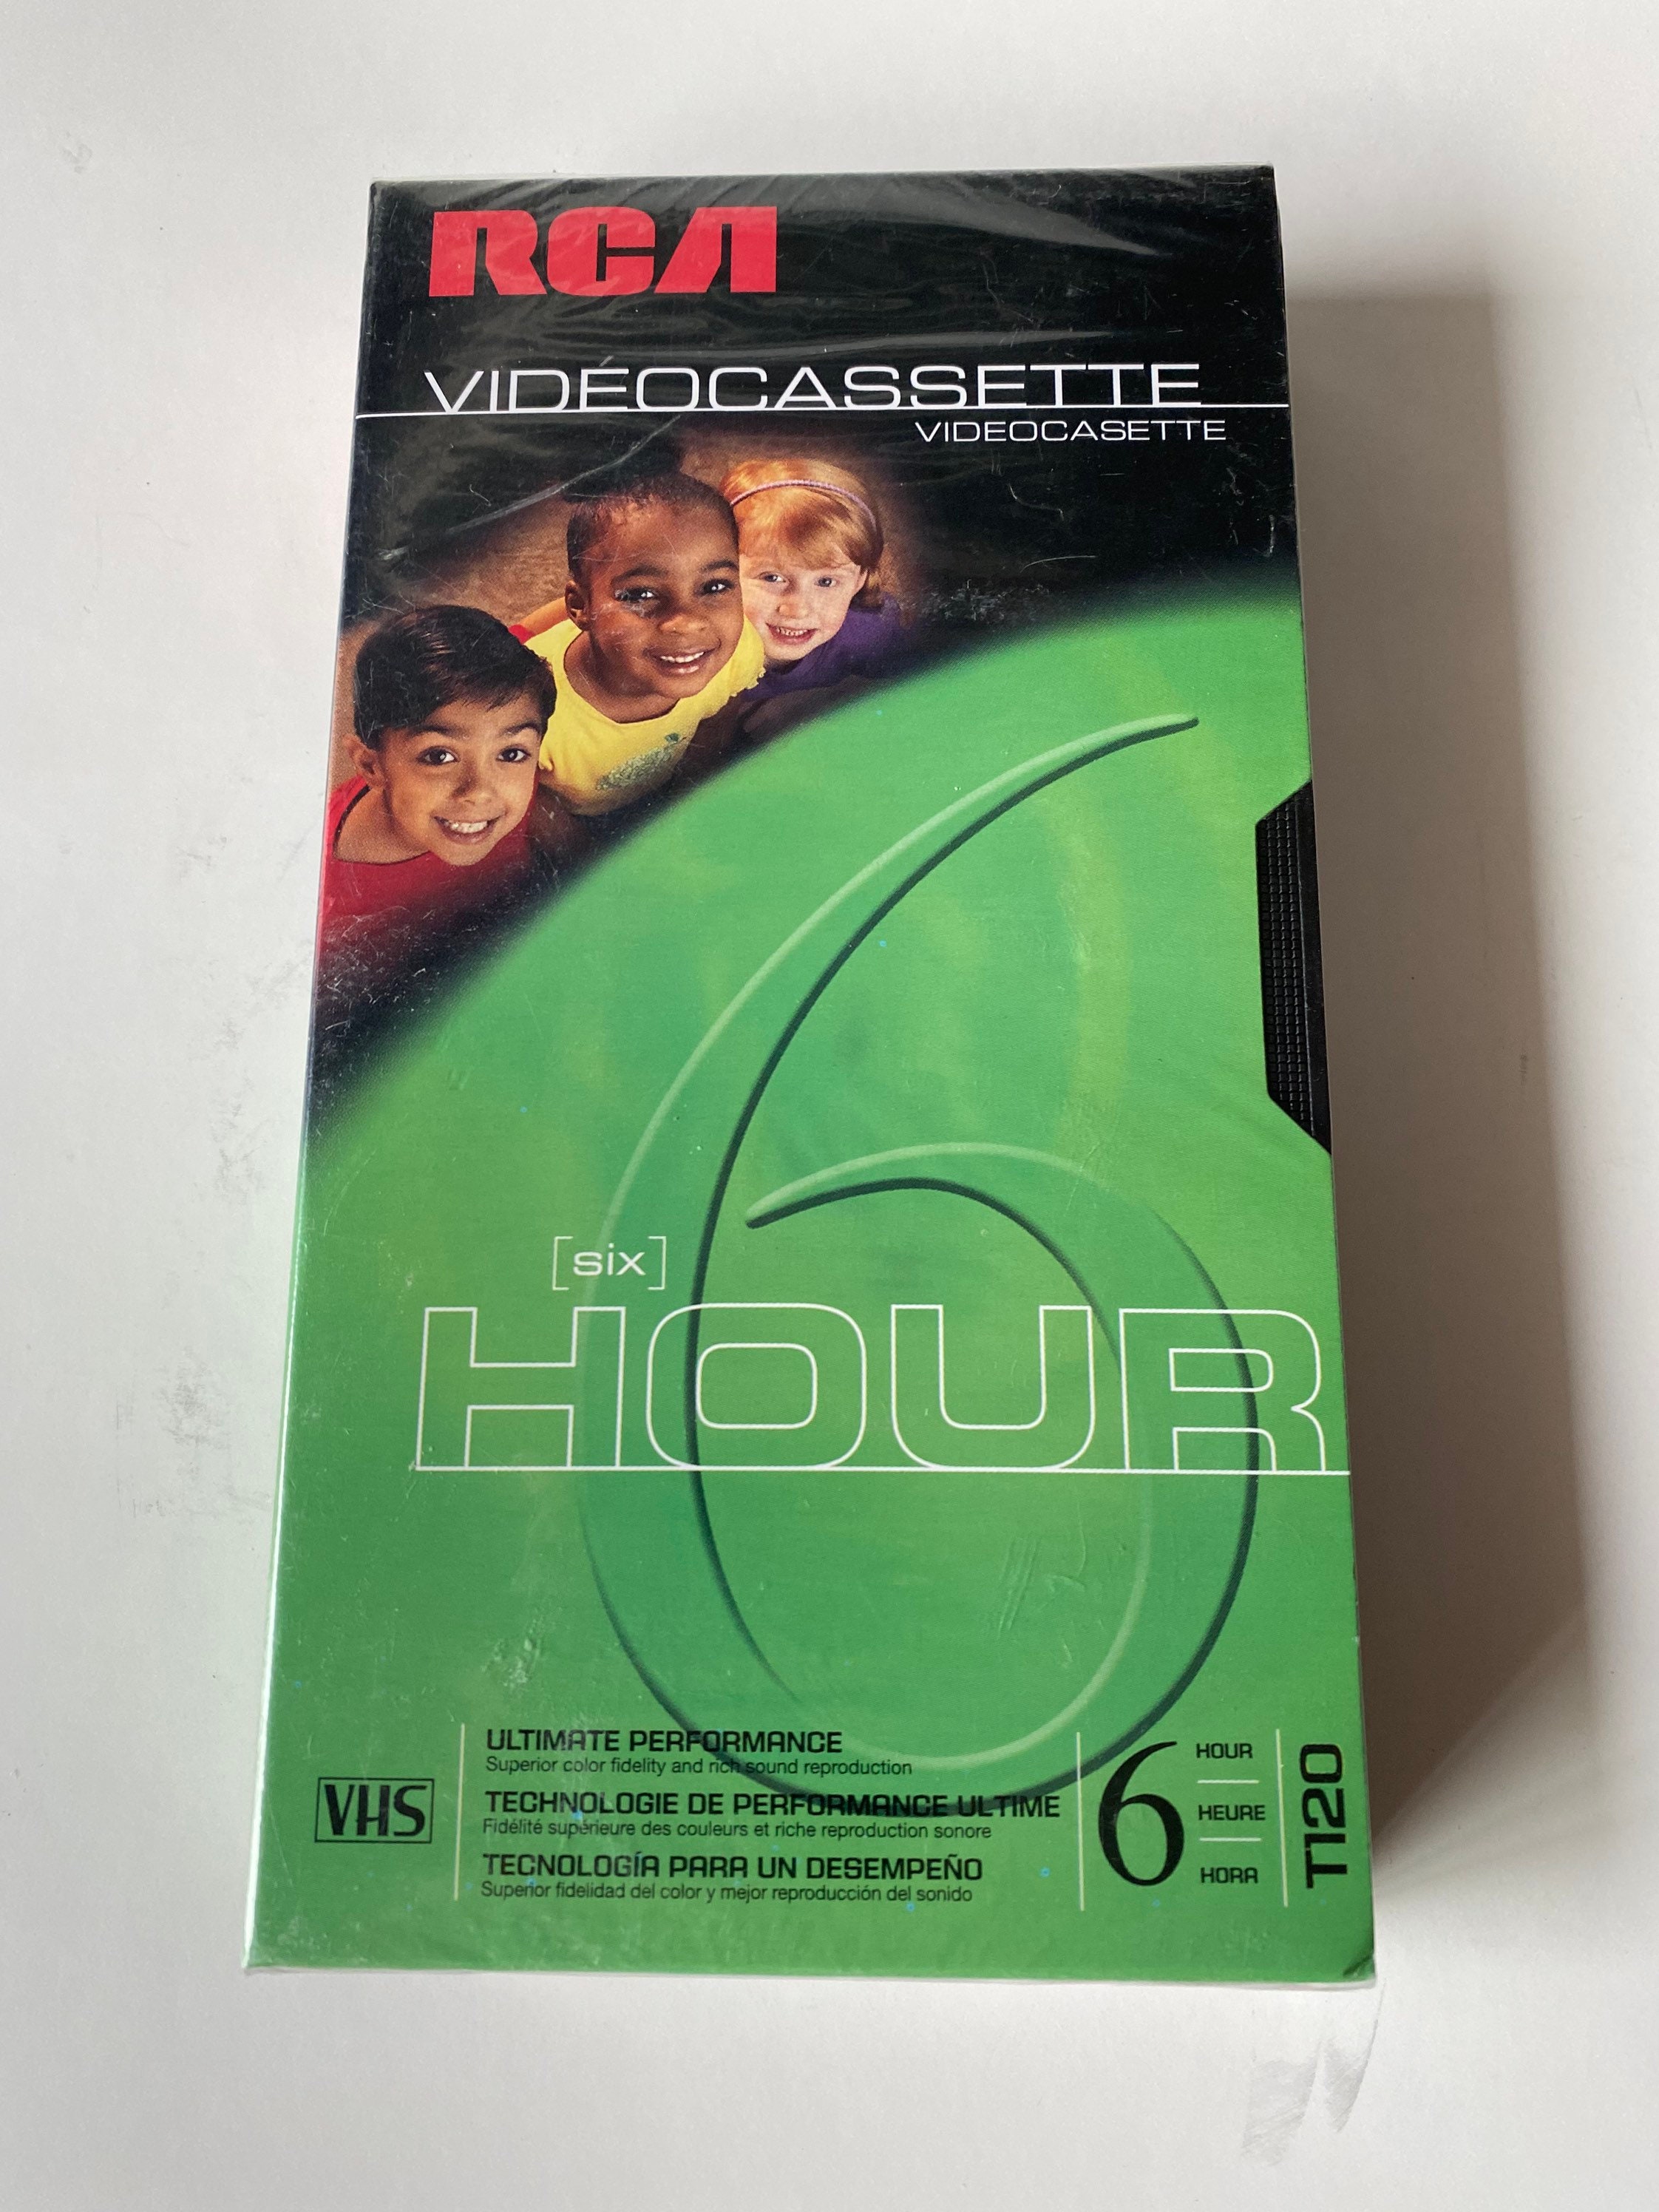 RCA
VIDÉOCASSETTE
VIDEOCASETTE
6
[six]
HOUR
VHS
ULTIMATE PERFORMANCE
Superior color fidelity and rich sound reproduction
TECHNOLOGIE DE PERFORMANCE ULTIME
Fidélité supérieure des couleurs et riche reproduction sonore
TECNOLOGÍA PARA UN DESEMPEÑO
Superior fidelidad del color y mejor reproducción del sonido
6
HOUR
HEURE
HORA
T120